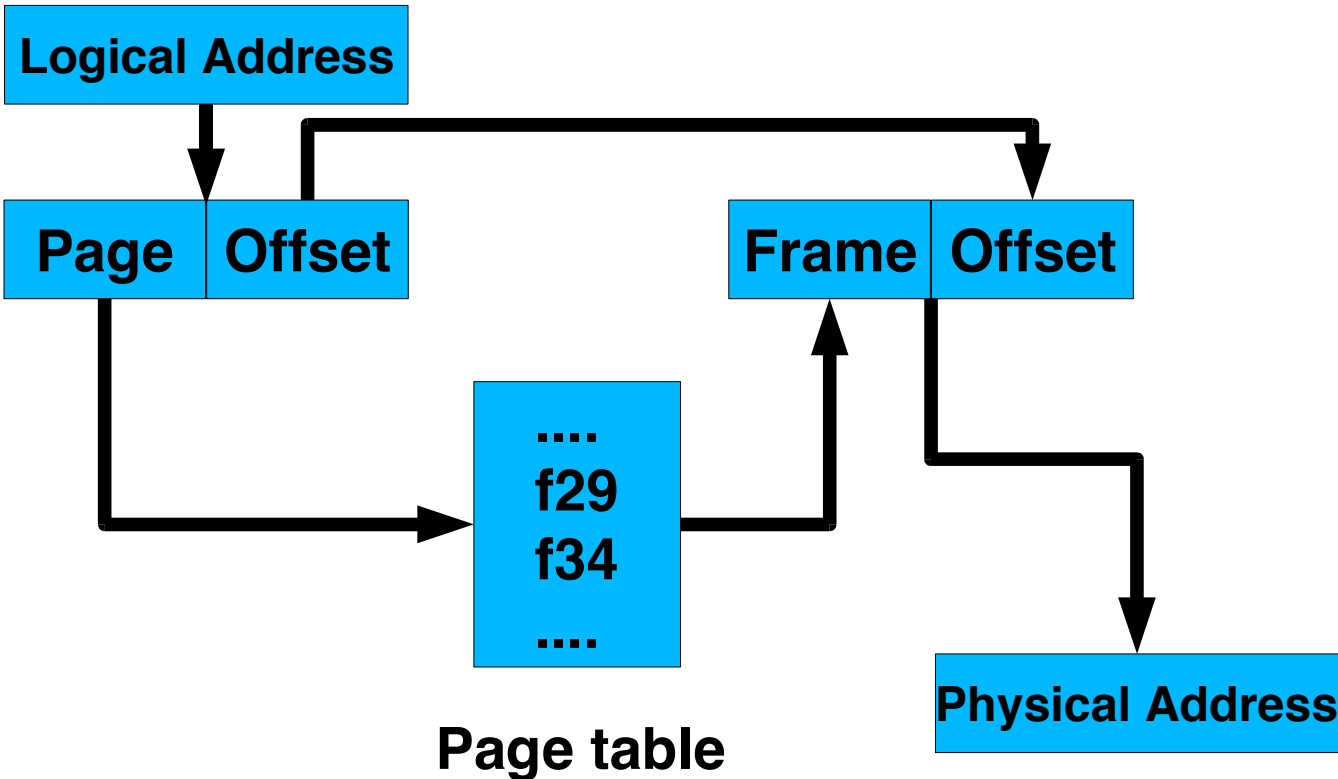 Logical Address
Page Offset
Frame Offset
....
f29
f34
....
Page table
Physical Address